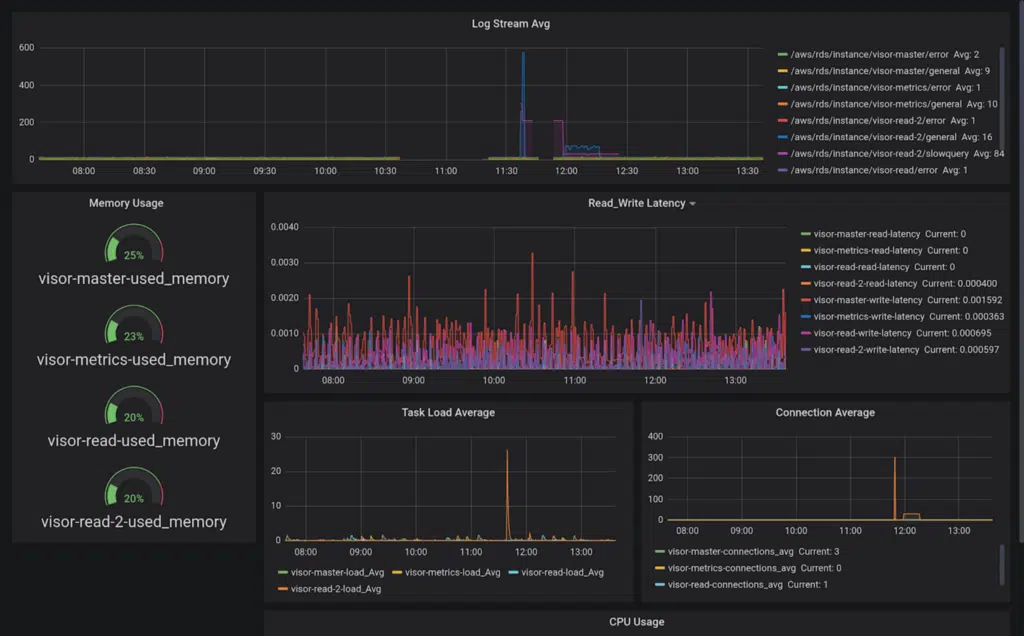 Log Stream Avg
600
400
200
0
08:00 08:30 09:00 09:30 10:00 10:30 11:00 11:30 12:00 12:30 13:00 13:30
/aws/rds/instance/visor-master/error Avg: 2
/aws/rds/instance/visor-master/general Avg: 9
/aws/rds/instance/visor-metrics/error Avg: 1
/aws/rds/instance/visor-metrics/general Avg: 10
/aws/rds/instance/visor-read-2/error Avg: 1
/aws/rds/instance/visor-read-2/general Avg: 16
/aws/rds/instance/visor-read-2/slowquery Avg: 84
/aws/rds/instance/visor-read/error Avg: 1
Memory Usage
25%
visor-master-used_memory
23%
visor-metrics-used_memory
20%
visor-read-used_memory
20%
visor-read-2-used_memory
Read_Write Latency
0.0040
0.0030
0.0020
0.0010
0
08:00 09:00 10:00 11:00 12:00 13:00
visor-master-read-latency Current: 0
visor-metrics-read-latency Current: 0
visor-read-read-latency Current: 0
visor-read-2-read-latency Current: 0.000400
visor-master-write-latency Current: 0.001592
visor-metrics-write-latency Current: 0.000363
visor-read-write-latency Current: 0.000695
visor-read-2-write-latency Current: 0.000597
Task Load Average
30
20
10
0
08:00 09:00 10:00 11:00 12:00 13:00
visor-master-load_Avg visor-metrics-load_Avg visor-read-load_Avg
visor-read-2-load_Avg
Connection Average
400
300
200
100
0
08:00 09:00 10:00 11:00 12:00 13:00
visor-master-connections_avg Current: 3
visor-metrics-connections_avg Current: 0
visor-read-connections_avg Current: 1
CPU Usage